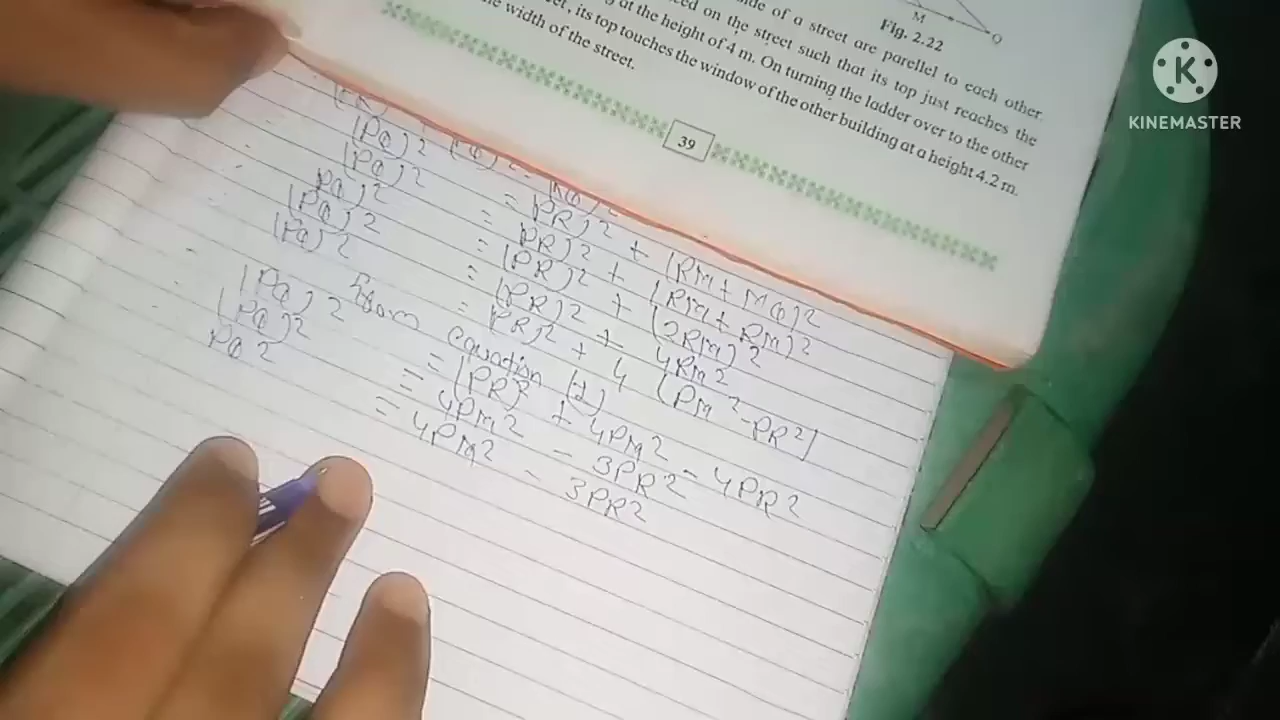 M
Q
Fig. 2.22
of a street are parellel to each other.
on the street such that its top just reaches the
at the height of 4 m. On turning the ladder over to the other
, its top touches the window of the other building at a height 4.2 m.
width of the street.
39
KINEMASTER
(PQ)2 = (PR)2 + (RM + MQ)2
(PQ)2 = (PR)2 + (RM + RM)2
PQ)2 = (PR)2 + (2RM)2
(PQ)2 = (PR)2 + 4RM2
(PQ)2 = PR)2 + 4 (PM2 - PR2)
From equation (1)
(PQ)2 = (PR)2 + 4PM2 - 4PR2
(PQ)2 = 4PM2 - 3PR2
PQ2 = 4PM2 - 3PR2